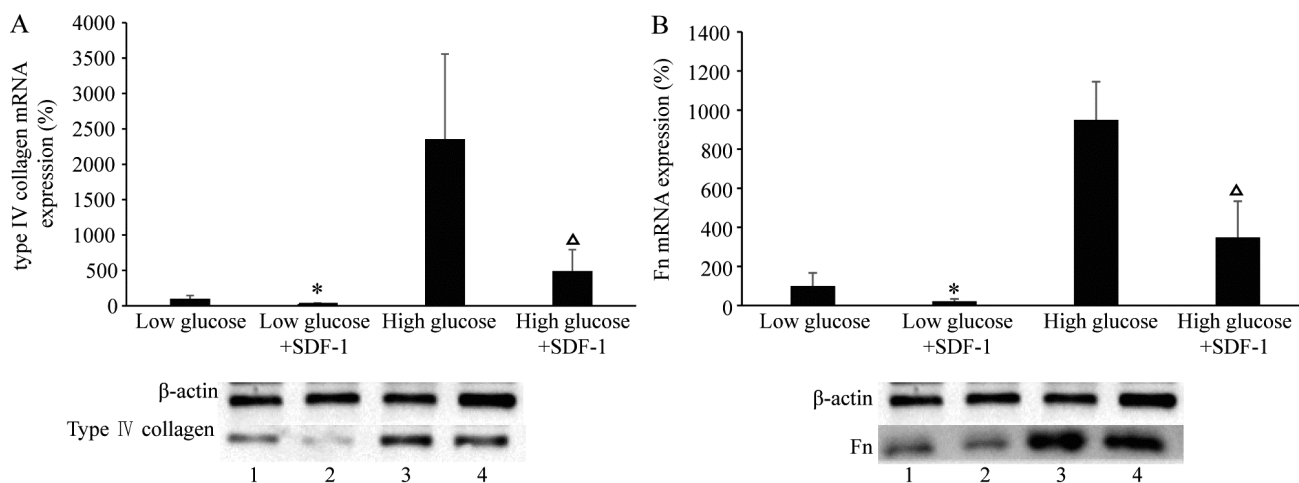 A
type IV collagen mRNA
expression (%)
4000
3500
3000
2500
2000
1500
1000
500
0
*
Δ
Low glucose
Low glucose
+SDF-1
High glucose
High glucose
+SDF-1
β-actin
Type Ⅳ collagen
1 2 3 4
B
Fn mRNA expression (%)
1400
1200
1000
800
600
400
200
0
*
Δ
Low glucose
Low glucose
+SDF-1
High glucose
High glucose
+SDF-1
β-actin
Fn
1 2 3 4